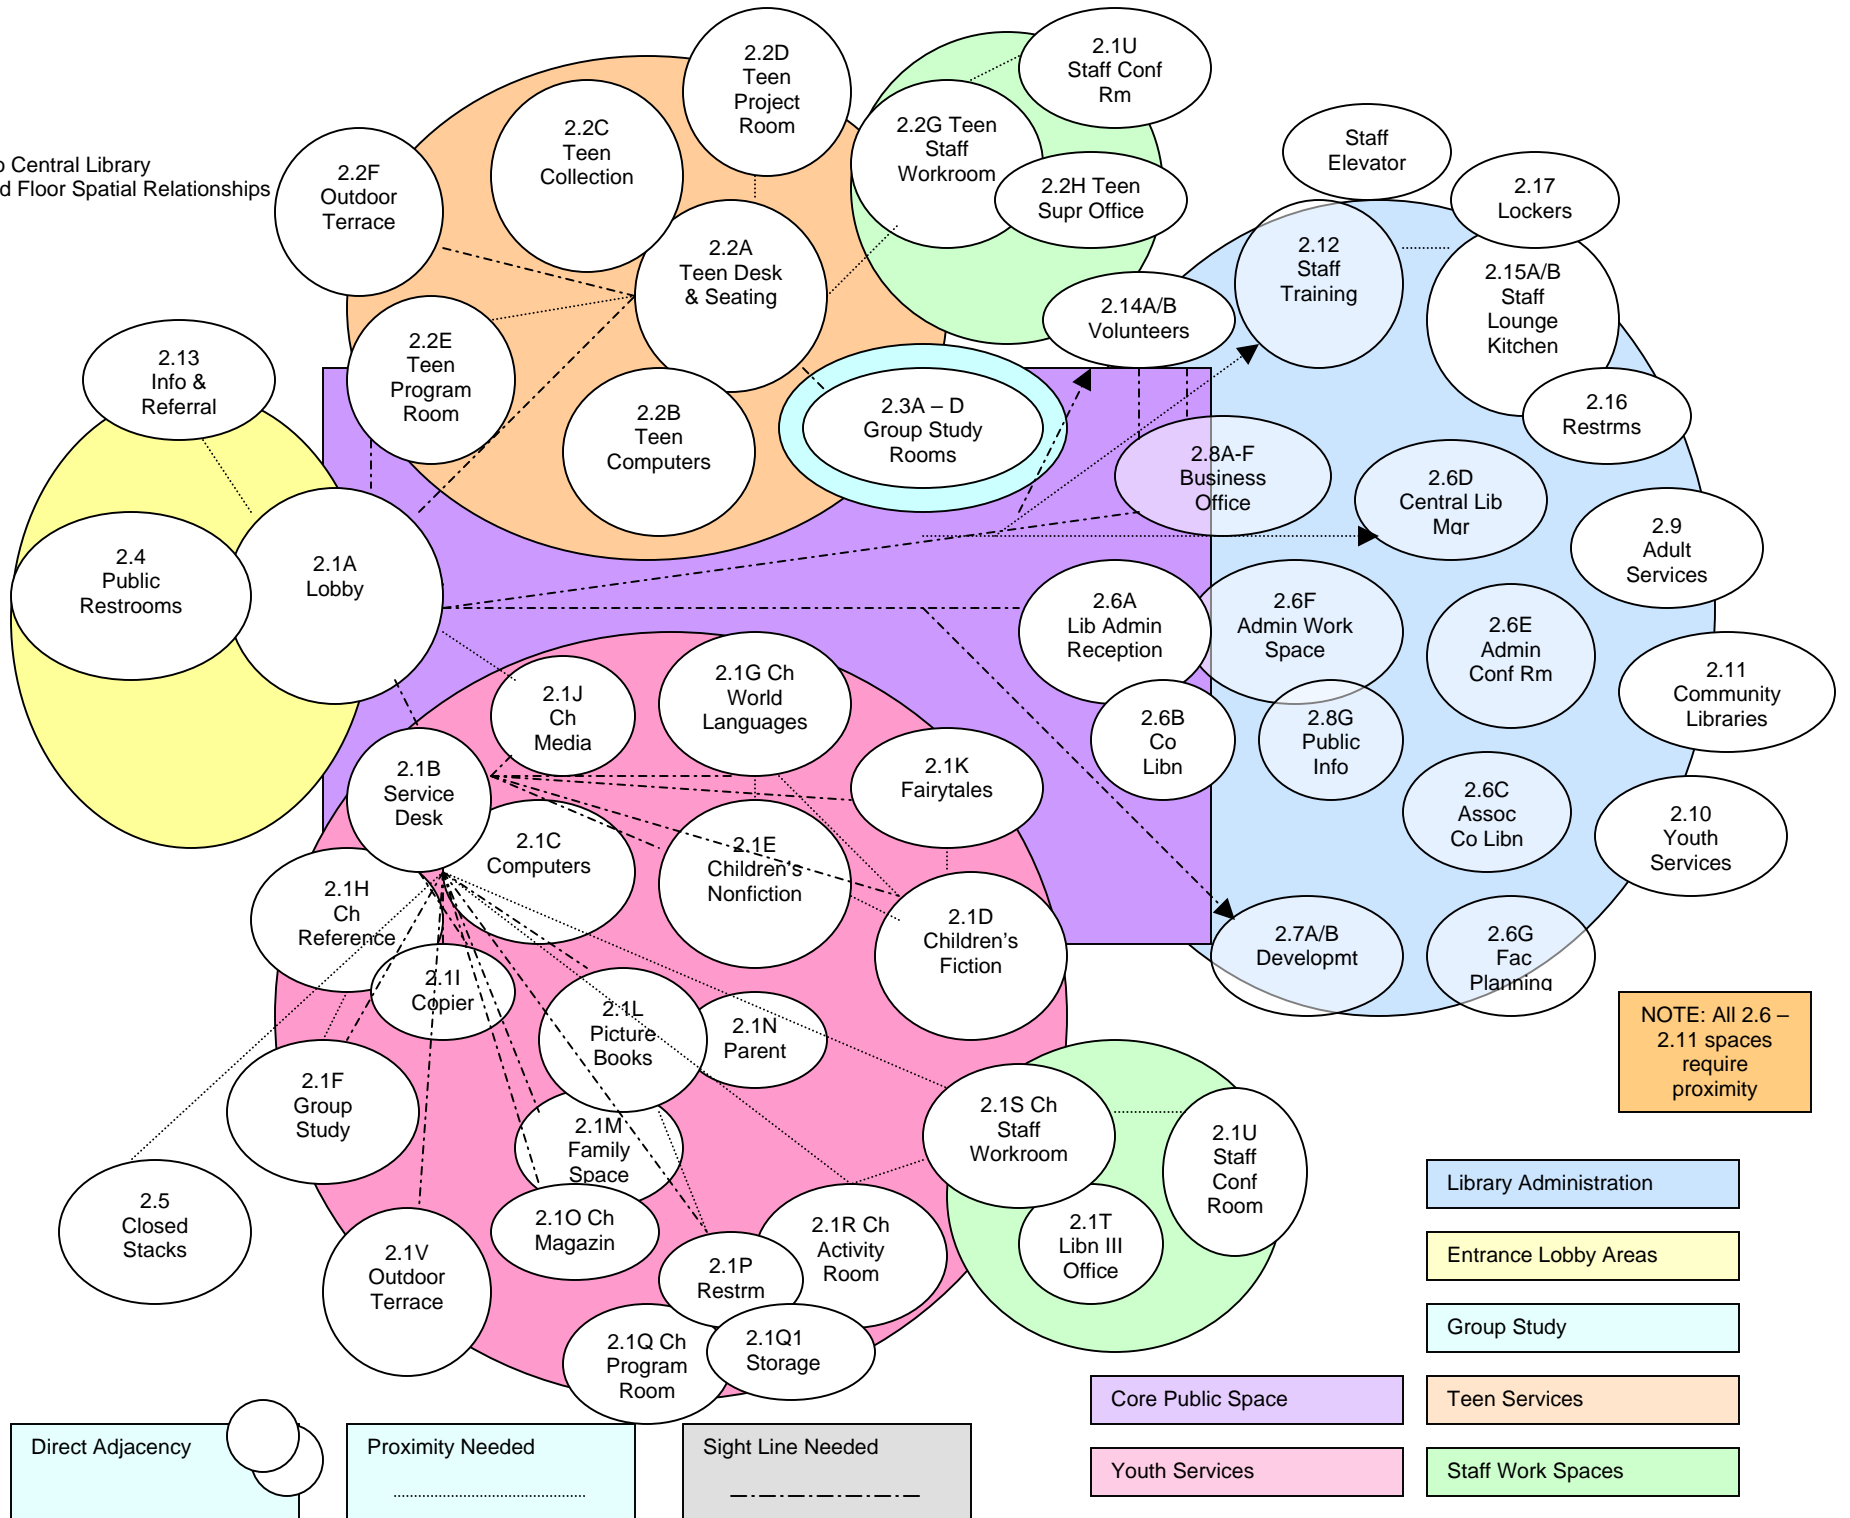 Central Library
d Floor Spatial Relationships
2.2D
Teen
Project
Room
2.1U
Staff Conf
Rm
2.2C
Teen
Collection
2.2G Teen
Staff
Workroom
Staff
Elevator
2.2F
Outdoor
Terrace
2.2H Teen
Supr Office
2.17
Lockers
2.2A
Teen Desk
& Seating
2.12
Staff
Training
2.15A/B
Staff
Lounge
Kitchen
2.14A/B
Volunteers
2.13
Info &
Referral
2.2E
Teen
Program
Room
2.2B
Teen
Computers
2.3A – D
Group Study
Rooms
2.16
Restrms
2.8A-F
Business
Office
2.6D
Central Lib
Mgr
2.9
Adult
Services
2.4
Public
Restrooms
2.1A
Lobby
2.6A
Lib Admin
Reception
2.6F
Admin Work
Space
2.6E
Admin
Conf Rm
2.11
Community
Libraries
2.1J
Ch
Media
2.1G Ch
World
Languages
2.6B
Co
Libn
2.8G
Public
Info
2.1B
Service
Desk
2.1K
Fairytales
2.6C
Assoc
Co Libn
2.10
Youth
Services
2.1C
Computers
2.1E
Children's
Nonfiction
2.1H
Ch
Reference
2.1D
Children's
Fiction
2.7A/B
Developmt
2.6G
Fac
Planning
2.1I
Copier
2.1L
Picture
Books
2.1N
Parent
NOTE: All 2.6 –
2.11 spaces
require
proximity
2.1F
Group
Study
2.1M
Family
Space
2.1S Ch
Staff
Workroom
2.1U
Staff
Conf
Room
2.5
Closed
Stacks
2.1V
Outdoor
Terrace
2.1O Ch
Magazin
2.1R Ch
Activity
Room
2.1P
Restrm
2.1T
Libn III
Office
2.1Q Ch
Program
Room
2.1Q1
Storage
Library Administration
Entrance Lobby Areas
Group Study
Core Public Space
Teen Services
Youth Services
Staff Work Spaces
Direct Adjacency
Proximity Needed
Sight Line Needed